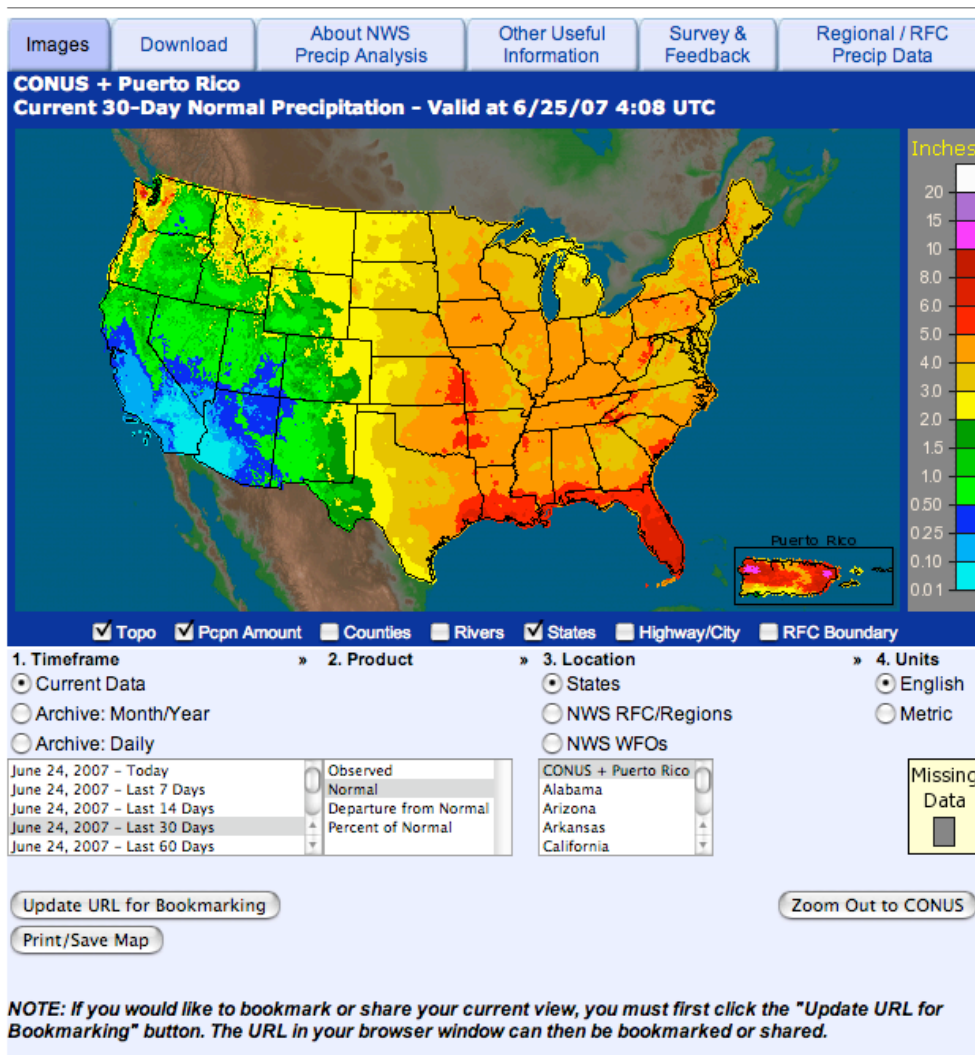 Images
Download
About NWS
Precip Analysis
Other Useful
Information
Survey &
Feedback
Regional / RFC
Precip Data
CONUS + Puerto Rico
Current 30-Day Normal Precipitation - Valid at 6/25/07 4:08 UTC
Inches
20
15
10
8.0
6.0
5.0
4.0
3.0
2.0
1.5
1.0
0.50
0.25
0.10
0.01
Puerto Rico
Topo Pcpn Amount Counties Rivers States Highway/City RFC Boundary
1. Timeframe » 2. Product » 3. Location » 4. Units
Current Data
Archive: Month/Year
Archive: Daily
States
NWS RFC/Regions
NWS WFOs
English
Metric
June 24, 2007 - Today
June 24, 2007 - Last 7 Days
June 24, 2007 - Last 14 Days
June 24, 2007 - Last 30 Days
June 24, 2007 - Last 60 Days
Observed
Normal
Departure from Normal
Percent of Normal
CONUS + Puerto Rico
Alabama
Arizona
Arkansas
California
Missing
Data
Update URL for Bookmarking
Zoom Out to CONUS
Print/Save Map
NOTE: If you would like to bookmark or share your current view, you must first click the "Update URL for
Bookmarking" button. The URL in your browser window can then be bookmarked or shared.